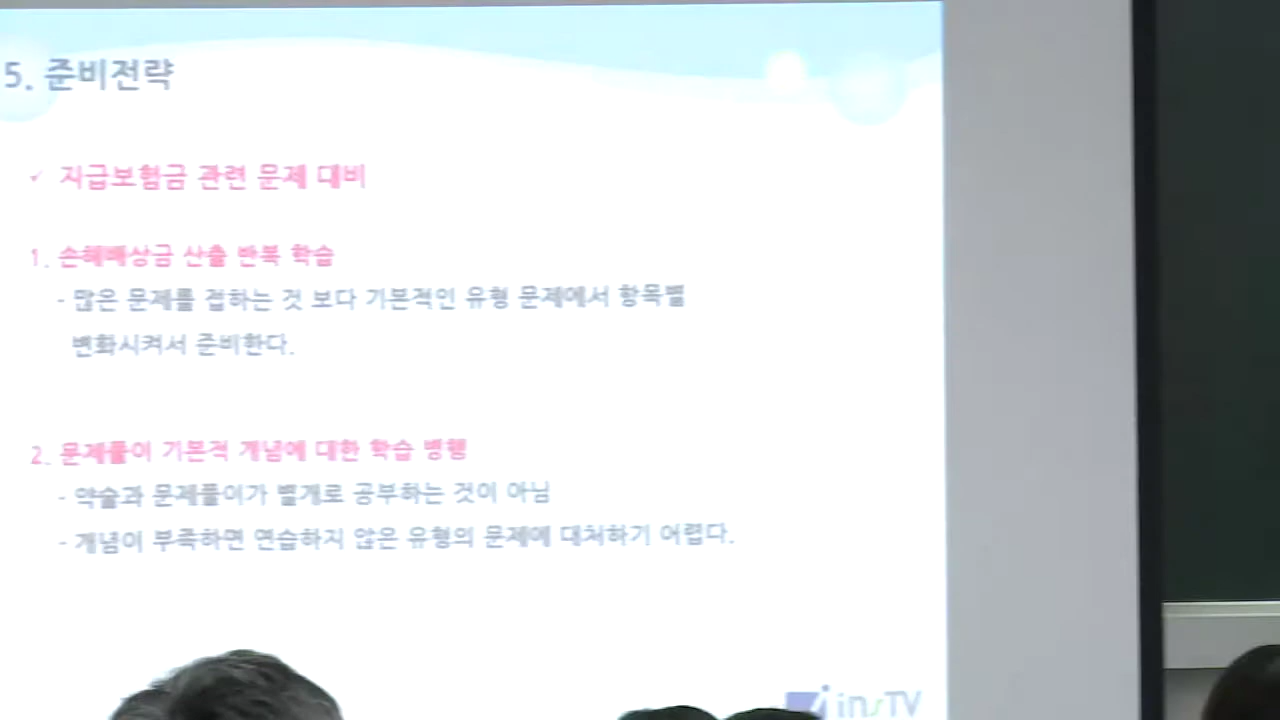 5. 준비전략
✓ 지급보험금 관련 문제 대비
1. 손해배상금 산출 반복 학습
- 많은 문제를 접하는 것 보다 기본적인 유형 문제에서 항목별
변화시켜서 준비한다.
2. 문제풀이 기본적 개념에 대한 학습 병행
- 약술과 문제풀이가 별개로 공부하는 것이 아님
- 개념이 부족하면 연습하지 않은 유형의 문제에 대처하기 어렵다.
insTV